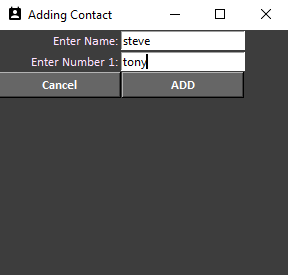 Adding Contact
Enter Name: steve
Enter Number 1: tony
Cancel ADD